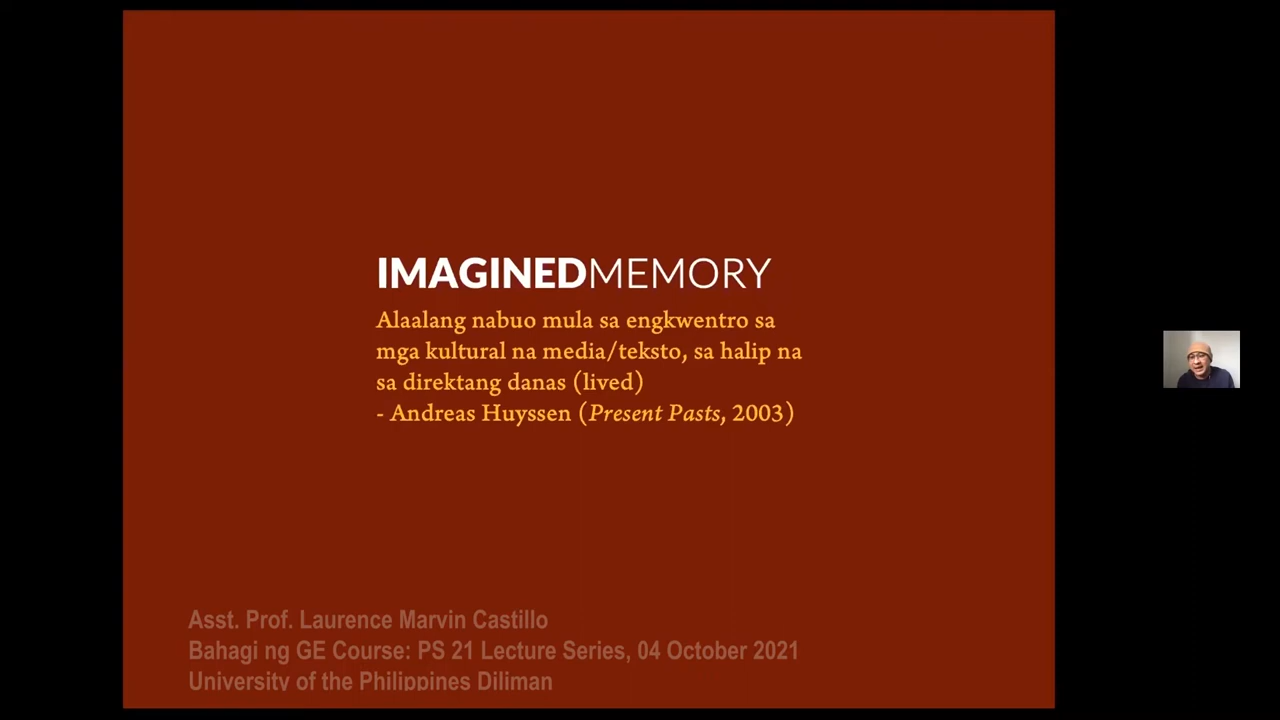 IMAGINEDMEMORY
Alaalang nabuo mula sa engkwentro sa
mga kultural na media/teksto, sa halip na
sa direktang danas (lived)
- Andreas Huyssen (Present Pasts, 2003)
Asst. Prof. Laurence Marvin Castillo
Bahagi ng GE Course: PS 21 Lecture Series, 04 October 2021
University of the Philippines Diliman